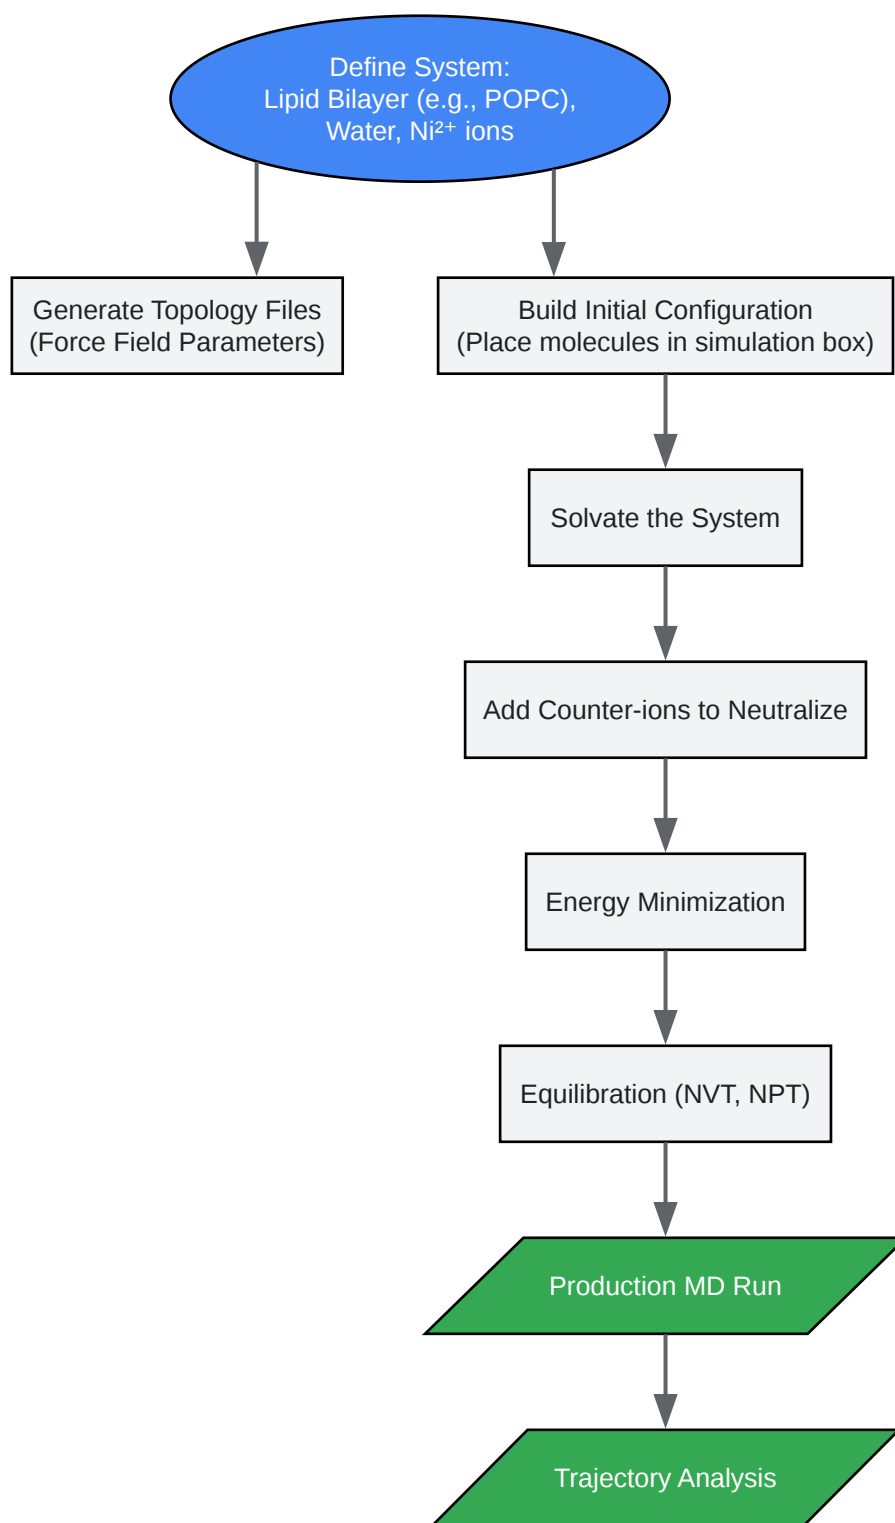 Define System:
Lipid Bilayer (e.g., POPC),
Water, Ni²⁺ ions
Generate Topology Files
(Force Field Parameters)
Build Initial Configuration
(Place molecules in simulation box)
Solvate the System
Add Counter-ions to Neutralize
Energy Minimization
Equilibration (NVT, NPT)
Production MD Run
Trajectory Analysis